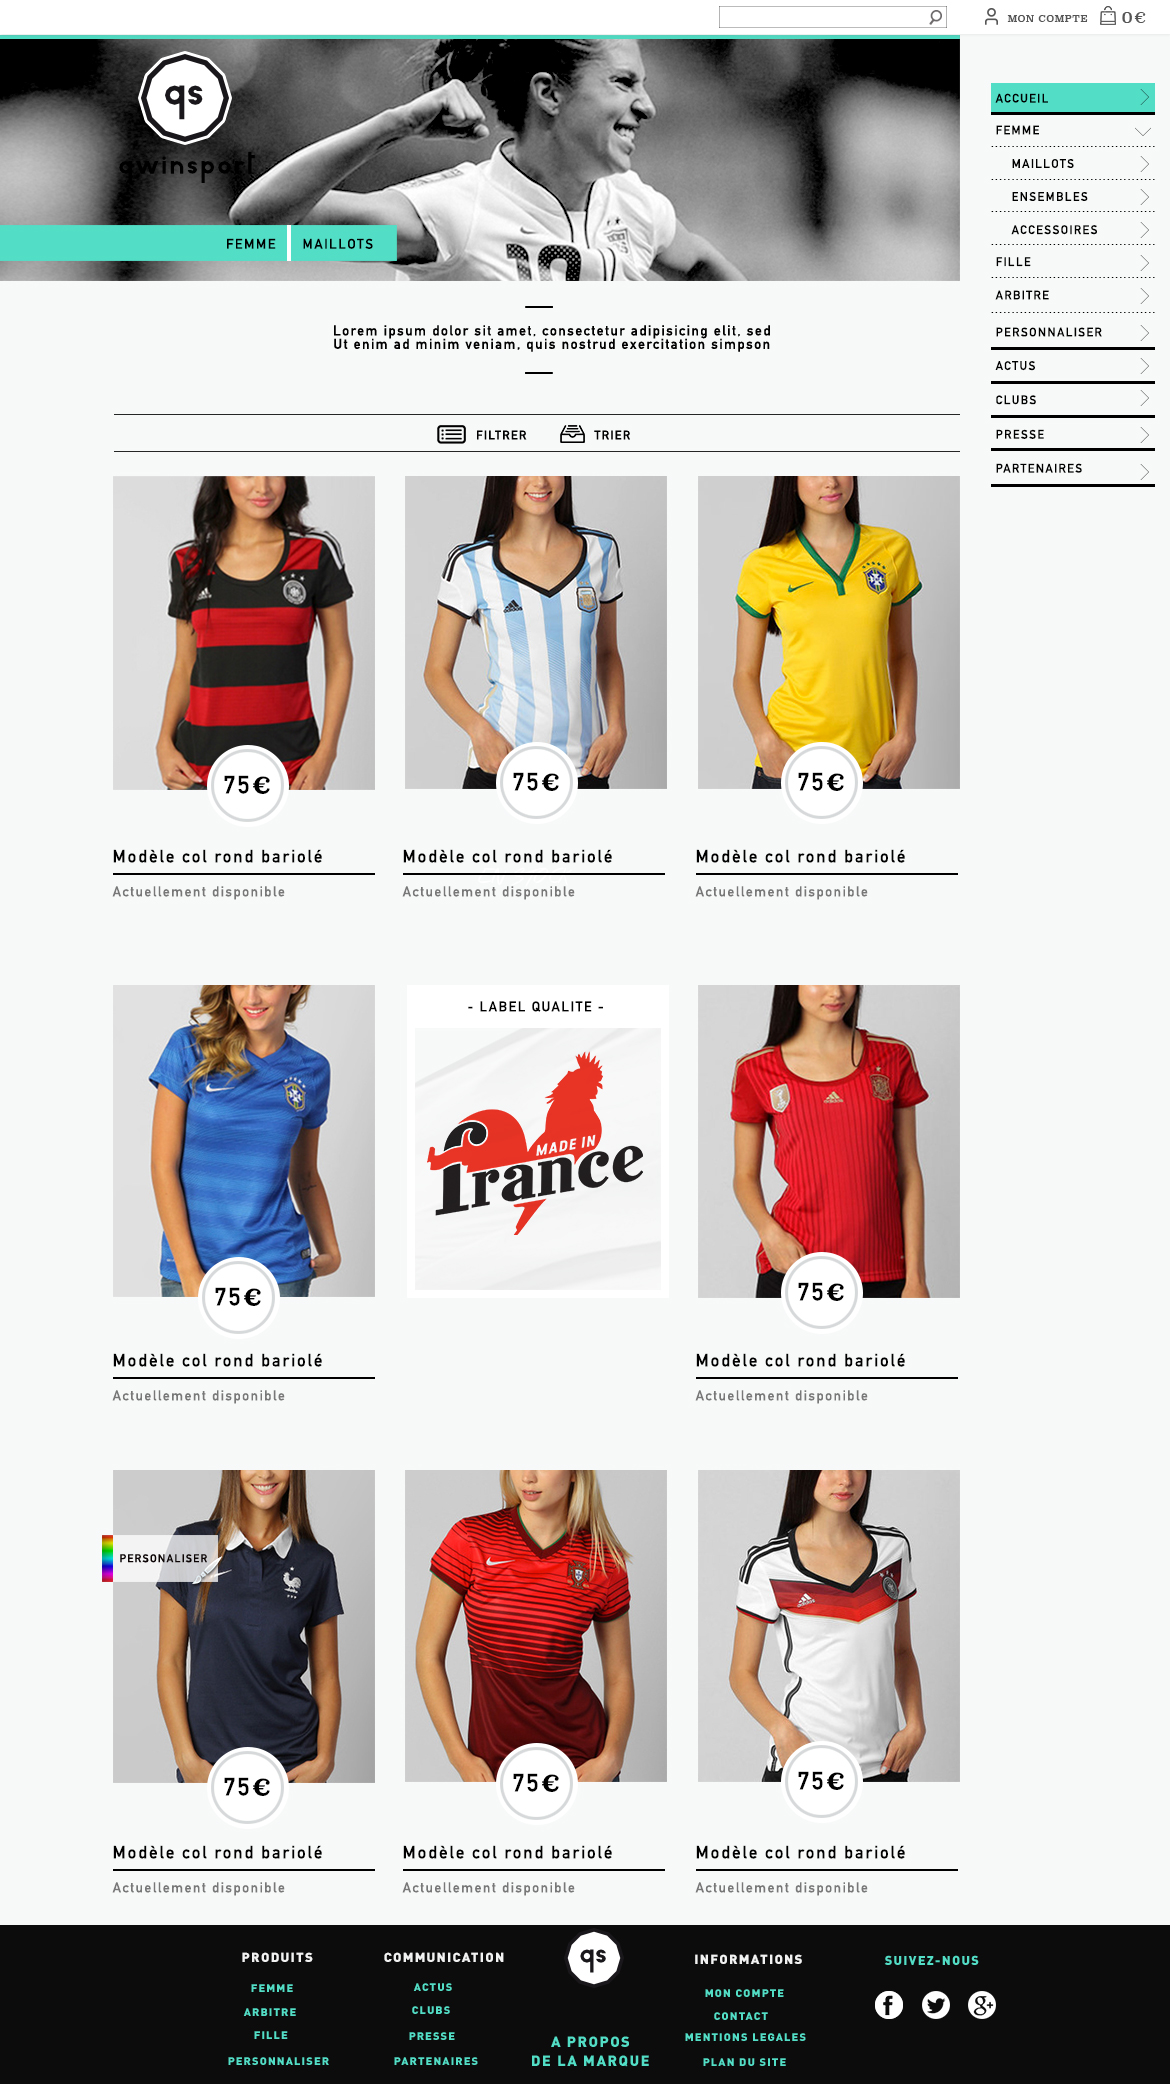 MON COMPTE
0€
qs
qwinsport
FEMME
MAILLOTS
ACCUEIL
FEMME
MAILLOTS
ENSEMBLES
ACCESSOIRES
FILLE
ARBITRE
PERSONNALISER
ACTUS
CLUBS
PRESSE
PARTENAIRES
Lorem ipsum dolor sit amet, consectetur adipisicing elit, sed
Ut enim ad minim veniam, quis nostrud exercitation simpson
FILTRER
TRIER
75€
75€
75€
Modèle col rond bariolé
Modèle col rond bariolé
Modèle col rond bariolé
Actuellement disponible
Actuellement disponible
Actuellement disponible
- LABEL QUALITE -
MADE IN
france
75€
75€
Modèle col rond bariolé
Modèle col rond bariolé
Actuellement disponible
Actuellement disponible
PERSONALISER
75€
75€
75€
Modèle col rond bariolé
Modèle col rond bariolé
Modèle col rond bariolé
Actuellement disponible
Actuellement disponible
Actuellement disponible
PRODUITS
FEMME
ARBITRE
FILLE
PERSONNALISER
COMMUNICATION
ACTUS
CLUBS
PRESSE
PARTENAIRES
qs
A PROPOS
DE LA MARQUE
INFORMATIONS
MON COMPTE
CONTACT
MENTIONS LEGALES
PLAN DU SITE
SUIVEZ-NOUS